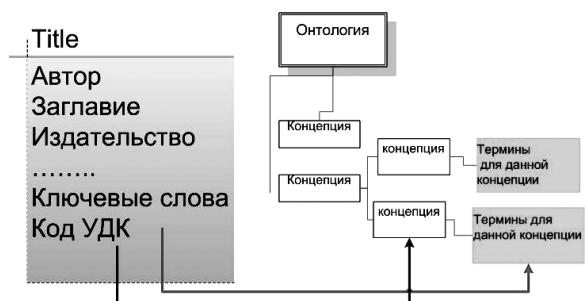 Title
Автор
Заглавие
Издательство
........
Ключевые слова
Код УДК
Онтология
Концепция
Концепция
концепция
концепция
Термины
для данной
концепции
Термины для
данной концепции